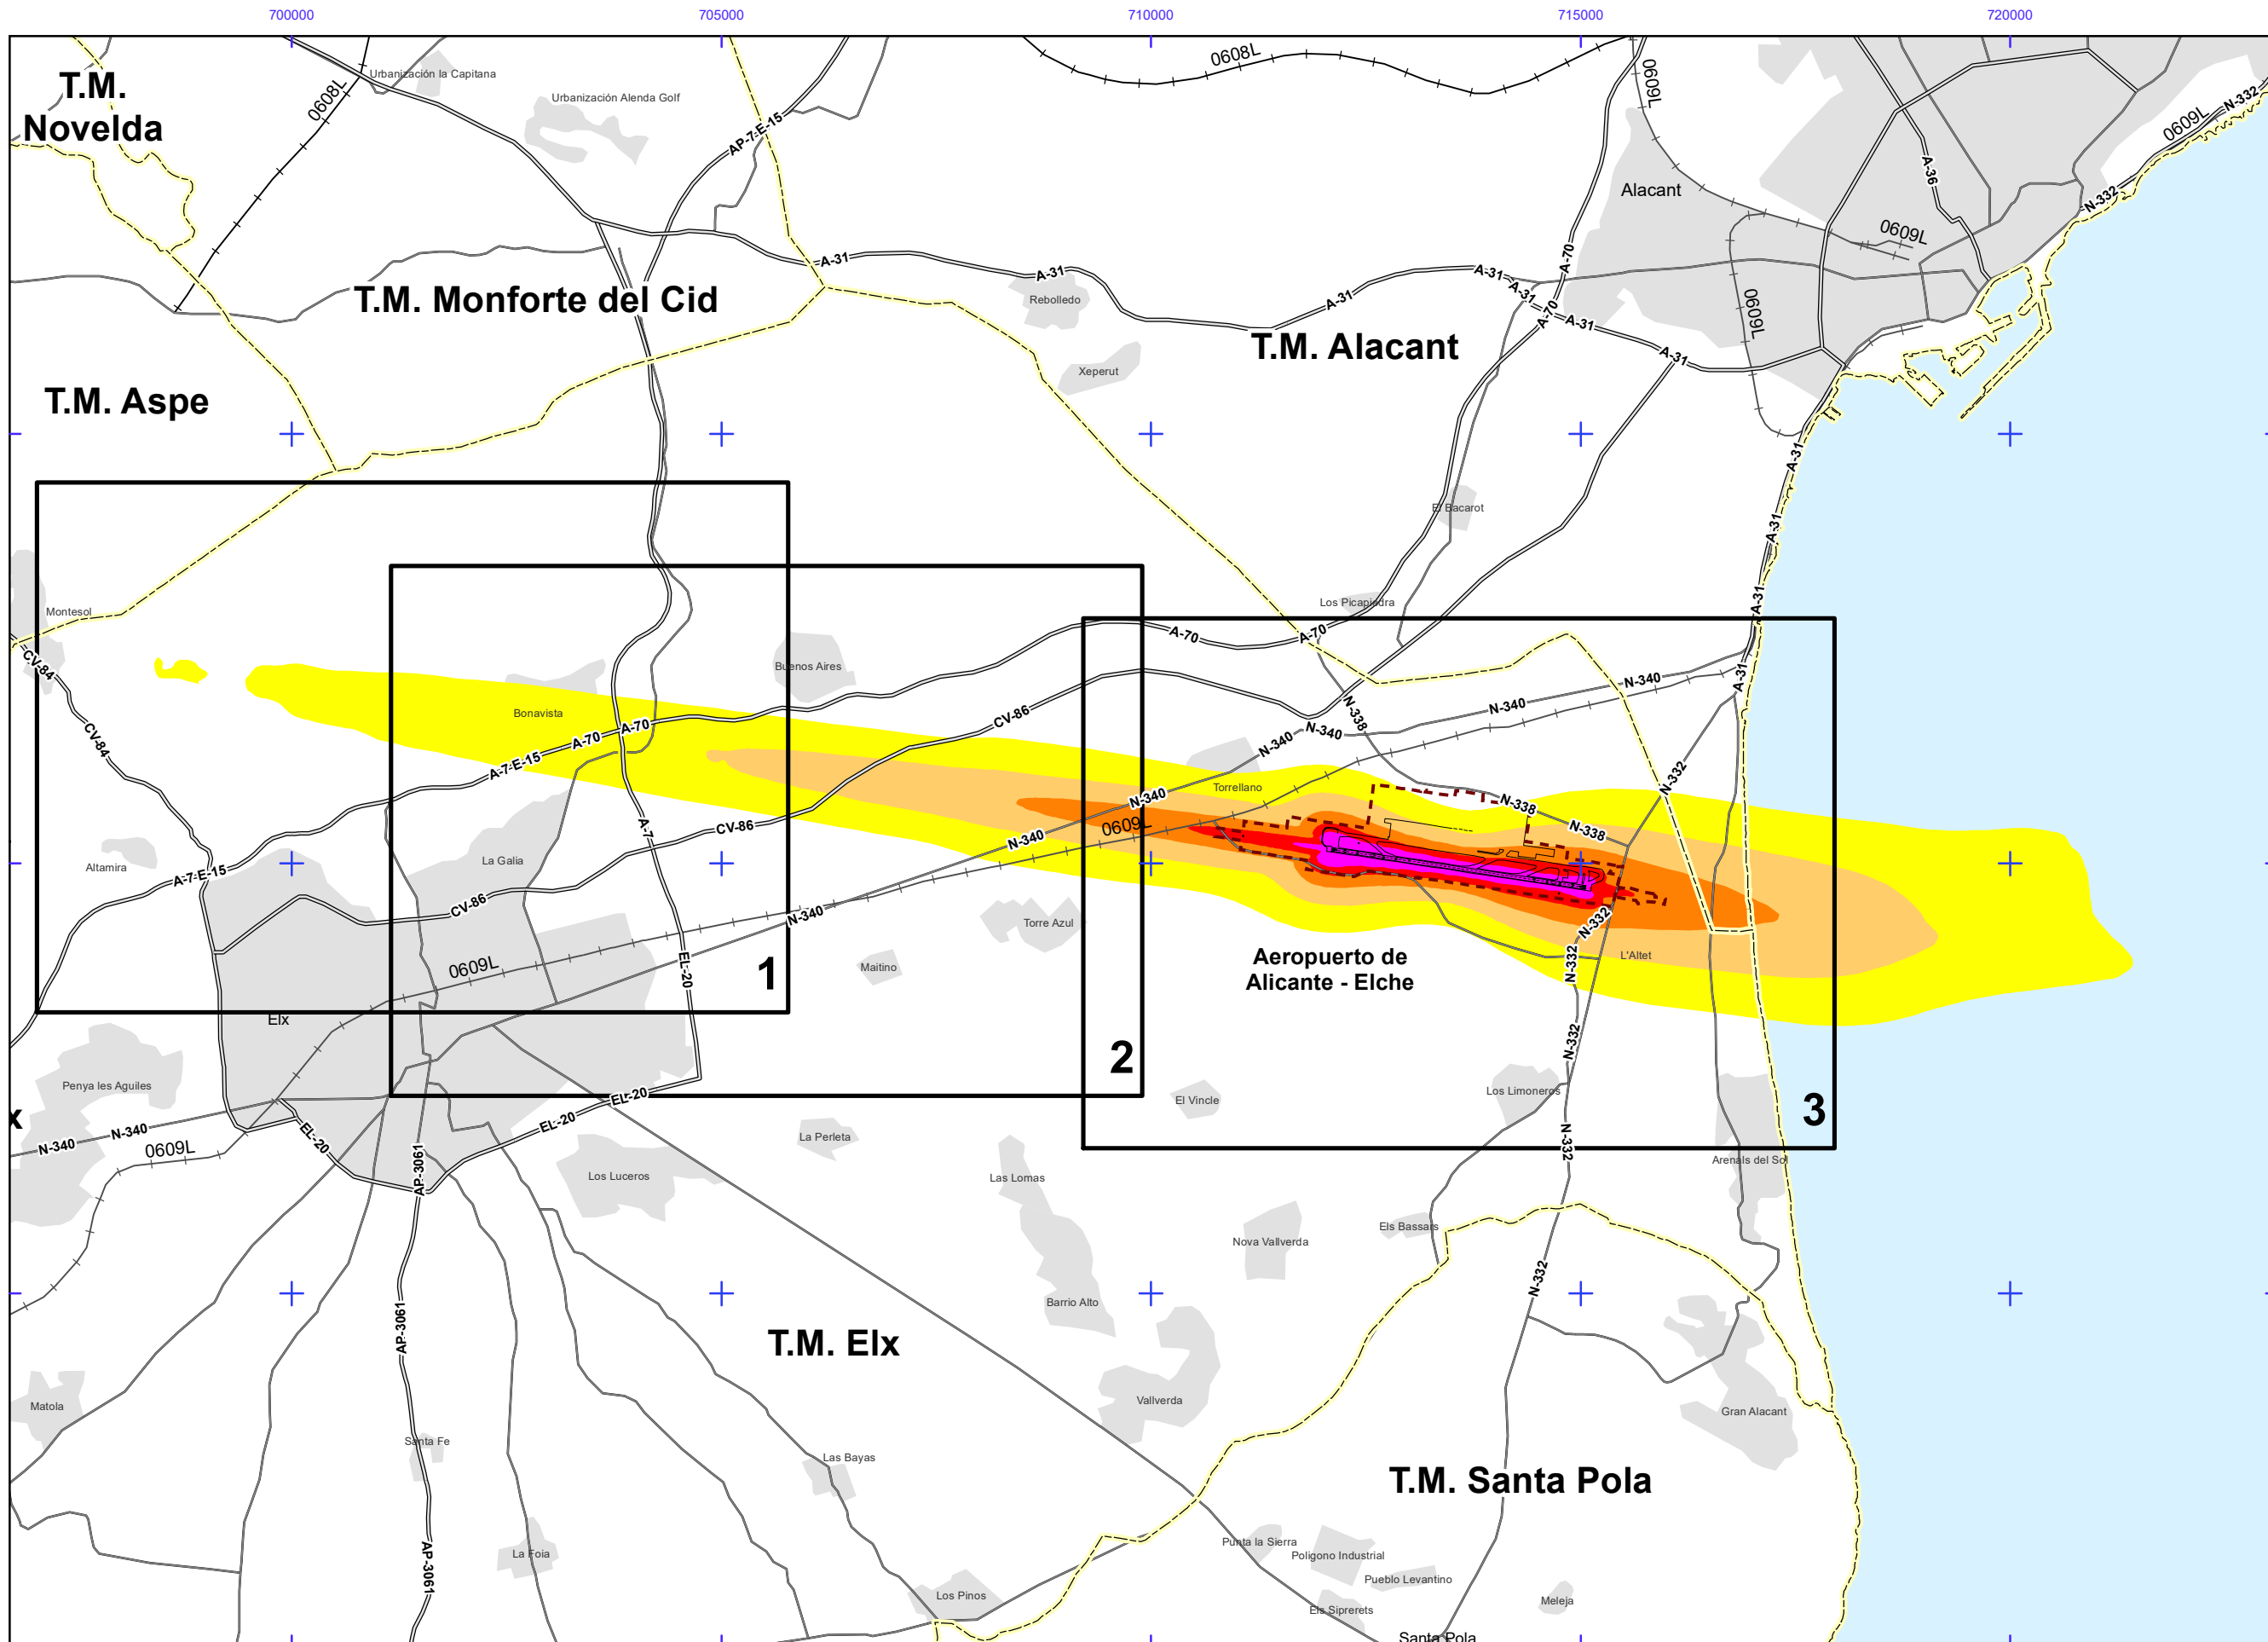 700000
705000
710000
715000
720000
T.M.
Novelda
0608L
Urbanización la Capitana
Urbanización Alenda Golf
AP-7-E-15
0608L
0609L
N-332
0609L
A-36
N-332
Alacant
0609L
A-70
A-31
A-31
A-31
A-31
A-31
A-70
A-31
A-31
0609L
T.M. Monforte del Cid
Rebolledo
T.M. Alacant
Xeperut
T.M. Aspe
A-31
El Bacarot
A-31
Montesol
Los Picapiedra
A-31
A-70
A-70
CV-84
Buenos Aires
A-31
N-340
N-340
N-338
Bonavista
CV-86
A-70
A-70
N-340
N-340
CV-84
A-7-E-15
N-332
Torrellano
N-340
N-338
N-338
0609L
A-7
CV-86
N-340
Altamira
La Galia
A-7-E-15
CV-86
N-340
Torre Azul
N-332
N-332
L'Altet
Aeropuerto de
Alicante - Elche
0609L
EL-20
Maitino
1
Elx
N-332
2
Penya les Aguiles
EL-20
El Vincle
Los Limoneros
3
x
N-340
N-340
0609L
EL-20
EL-20
La Perleta
N-332
AP-3061
Los Luceros
Las Lomas
Arenals del Sol
Els Bassars
Nova Vallverda
N-332
Barrio Alto
AP-3061
T.M. Elx
Matola
Vallverda
Gran Alacant
Santa Fe
Las Bayas
T.M. Santa Pola
La Foia
AP-3061
Punta la Sierra
Poligono Industrial
Pueblo Levantino
Los Pinos
Meleja
Els Siprerets
Santa Pola